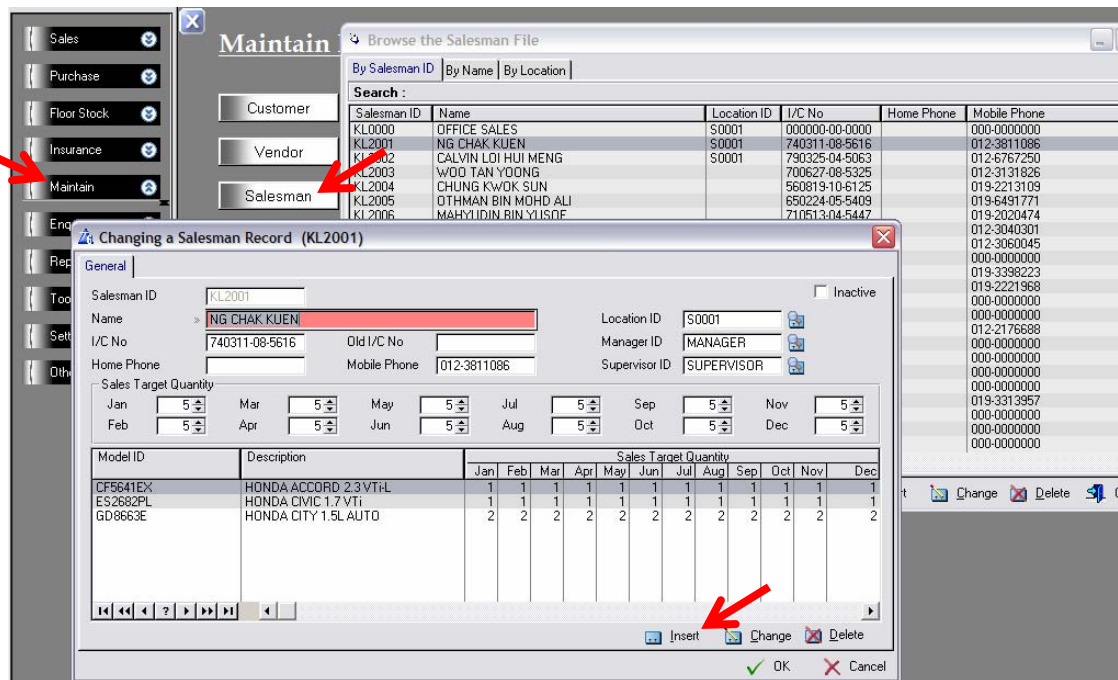 Sales
Purchase
Floor Stock
Insurance
Maintain
Maintain
Customer
Vendor
Salesman
Browse the Salesman File
By Salesman ID By Name By Location
Search :
Salesman ID Name Location ID I/C No Home Phone Mobile Phone
KL0000 OFFICE SALES S0001 000000-00-0000 000-0000000
KL2001 NG CHAK KUEN S0001 740311-08-5616 012-3811086
CALVIN LOI HUI MENG S0001 790325-04-5063 012-6767250
KL2003 WOO TAN YOONG 700627-08-5325 012-3131826
KL2004 CHUNG KWOK SUN 560819-10-6125 019-2213109
KL2005 OTHMAN BIN MOHD ALI 650224-05-5409 019-6491771
KL2006 MAHYUDIN BIN YUSOF 710513-04-5447 019-2020474
012-3040301
012-3060045
000-0000000
019-3398223
019-2221968
000-0000000
000-0000000
012-2176688
000-0000000
000-0000000
000-0000000
000-0000000
019-3313957
000-0000000
000-0000000
000-0000000
Change Delete
Changing a Salesman Record (KL2001)
General
Salesman ID KL2001 Inactive
Name » NG CHAK KUEN Location ID S0001
I/C No 740311-08-5616 Old I/C No Manager ID MANAGER
Home Phone Mobile Phone 012-3811086 Supervisor ID SUPERVISOR
Sales Target Quantity
Jan 5 Mar 5 May 5 Jul 5 Sep 5 Nov 5
Feb 5 Apr 5 Jun 5 Aug 5 Oct 5 Dec 5
Model ID Description Sales Target Quantity
Jan Feb Mar Apr May Jun Jul Aug Sep Oct Nov Dec
CF5641EX HONDA ACCORD 2.3 VTi-L 1 1 1 1 1 1 1 1 1 1 1 1
ES2682PL HONDA CIVIC 1.7 VTi 1 1 1 1 1 1 1 1 1 1 1 1
GD8663E HONDA CITY 1.5L AUTO 2 2 2 2 2 2 2 2 2 2 2 2
?
Insert Change Delete
OK Cancel